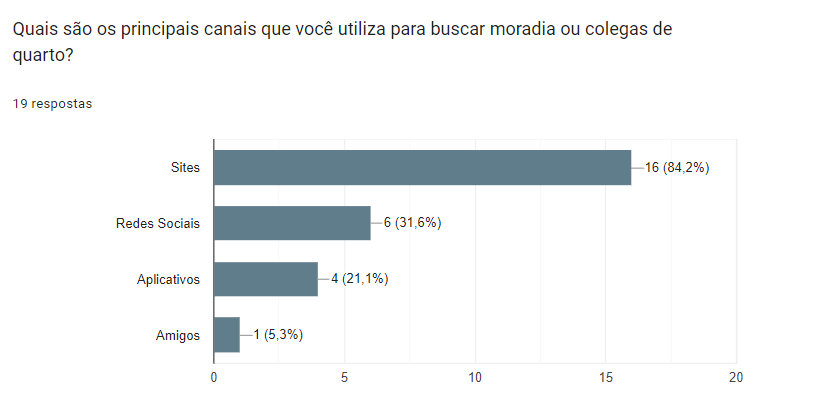 Quais são os principais canais que você utiliza para buscar moradia ou colegas de
quarto?
19 respostas
Sites
16 (84,2%)
Redes Sociais
6 (31,6%)
Aplicativos
4 (21,1%)
Amigos
1 (5,3%)
0
5
10
15
20